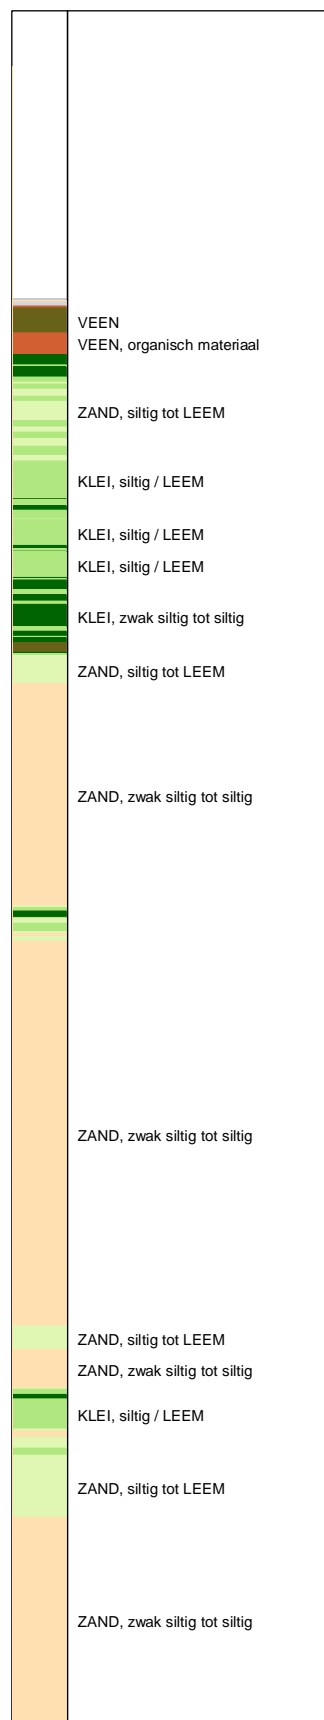 VEEN
VEEN, organisch materiaal
ZAND, siltig tot LEEM
KLEI, siltig / LEEM
KLEI, siltig / LEEM
KLEI, siltig / LEEM
KLEI, zwak siltig tot siltig
ZAND, siltig tot LEEM
ZAND, zwak siltig tot siltig
ZAND, zwak siltig tot siltig
ZAND, siltig tot LEEM
ZAND, zwak siltig tot siltig
KLEI, siltig / LEEM
ZAND, siltig tot LEEM
ZAND, zwak siltig tot siltig